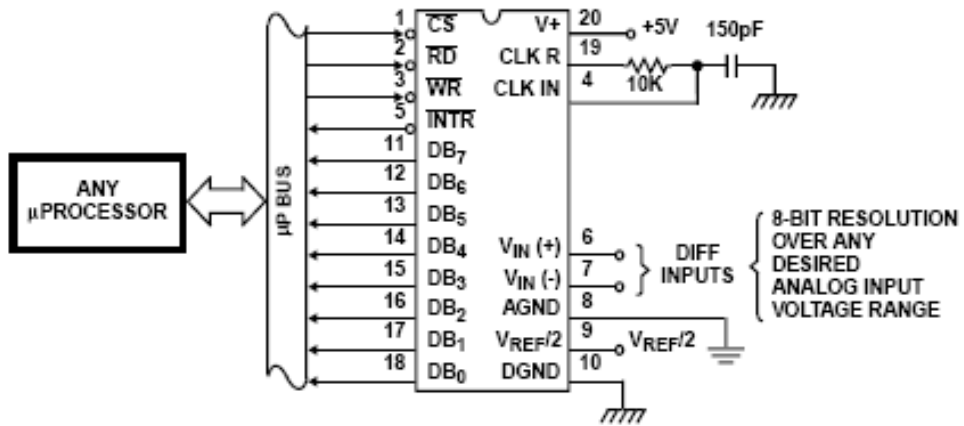 ANY
µPROCESSOR
µP BUS
1 CS
2 RD
3 WR
5 INTR
11 DB7
12 DB6
13 DB5
14 DB4
15 DB3
16 DB2
17 DB1
18 DB0
V+ 20 +5V
CLK R 19
10K
150pF
CLK IN 4
VIN (+) 6
VIN (-) 7
DIFF
INPUTS
8-BIT RESOLUTION
OVER ANY
DESIRED
ANALOG INPUT
VOLTAGE RANGE
AGND 8
VREF/2 9 VREF/2
DGND 10